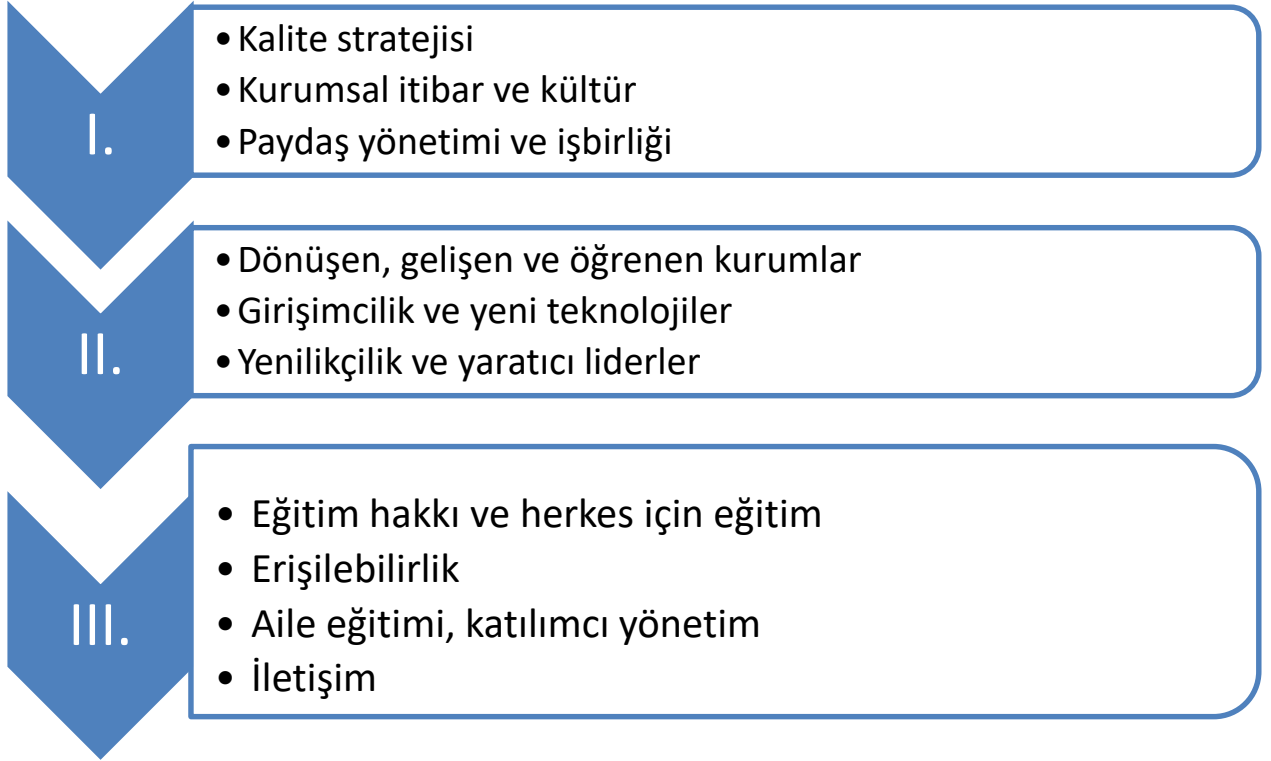 I.
•Kalite stratejisi
•Kurumsal itibar ve kültür
•Paydaş yönetimi ve işbirliği
II.
•Dönüşen, gelişen ve öğrenen kurumlar
•Girişimcilik ve yeni teknolojiler
•Yenilikçilik ve yaratıcı liderler
III.
• Eğitim hakkı ve herkes için eğitim
• Erişilebilirlik
• Aile eğitimi, katılımcı yönetim
• İletişim